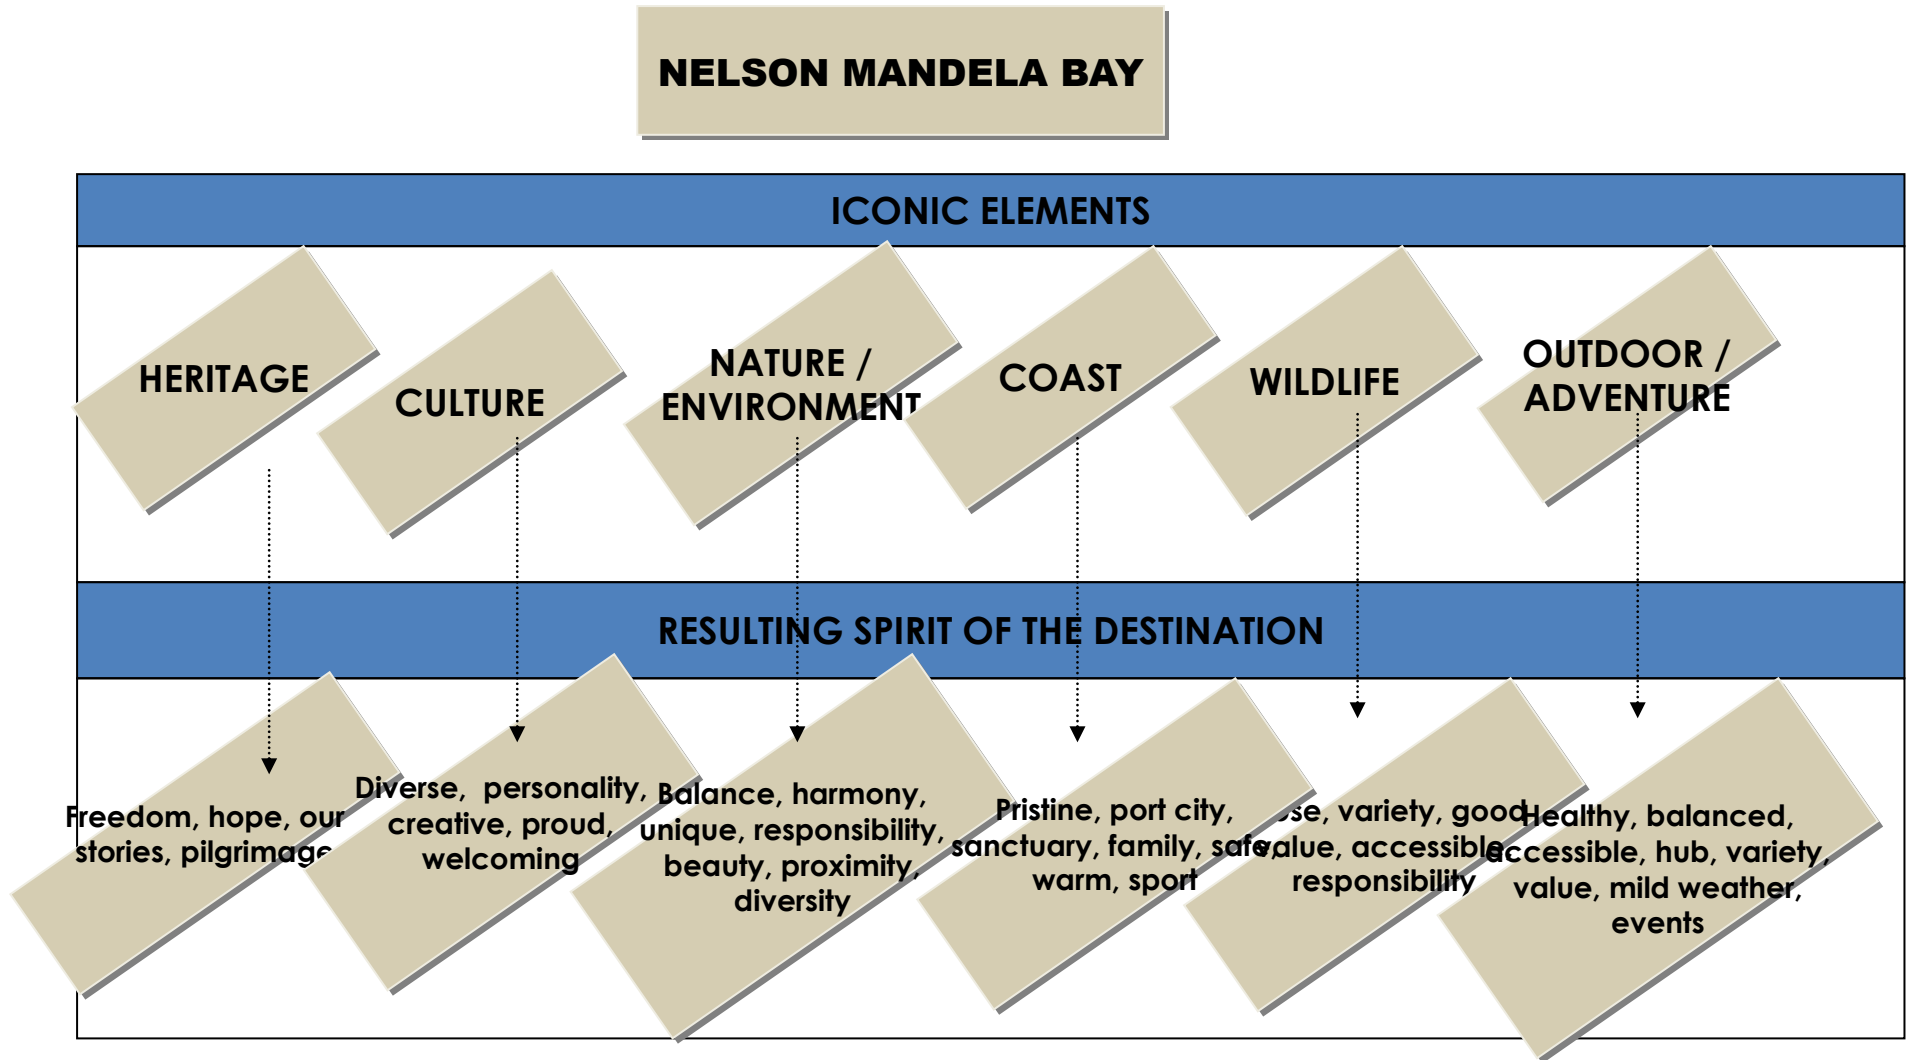 NELSON MANDELA BAY
ICONIC ELEMENTS
HERITAGE
CULTURE
NATURE /
ENVIRONMENT
COAST
WILDLIFE
OUTDOOR /
ADVENTURE
RESULTING SPIRIT OF THE DESTINATION
Freedom, hope, our
stories, pilgrimage
Diverse, personality,
creative, proud,
welcoming
Balance, harmony,
unique, responsibility,
beauty, proximity,
diversity
Pristine, port city,
sanctuary, family, safe,
warm, sport
variety, good
value, accessible,
responsibility
Healthy, balanced,
accessible, hub, variety,
value, mild weather,
events